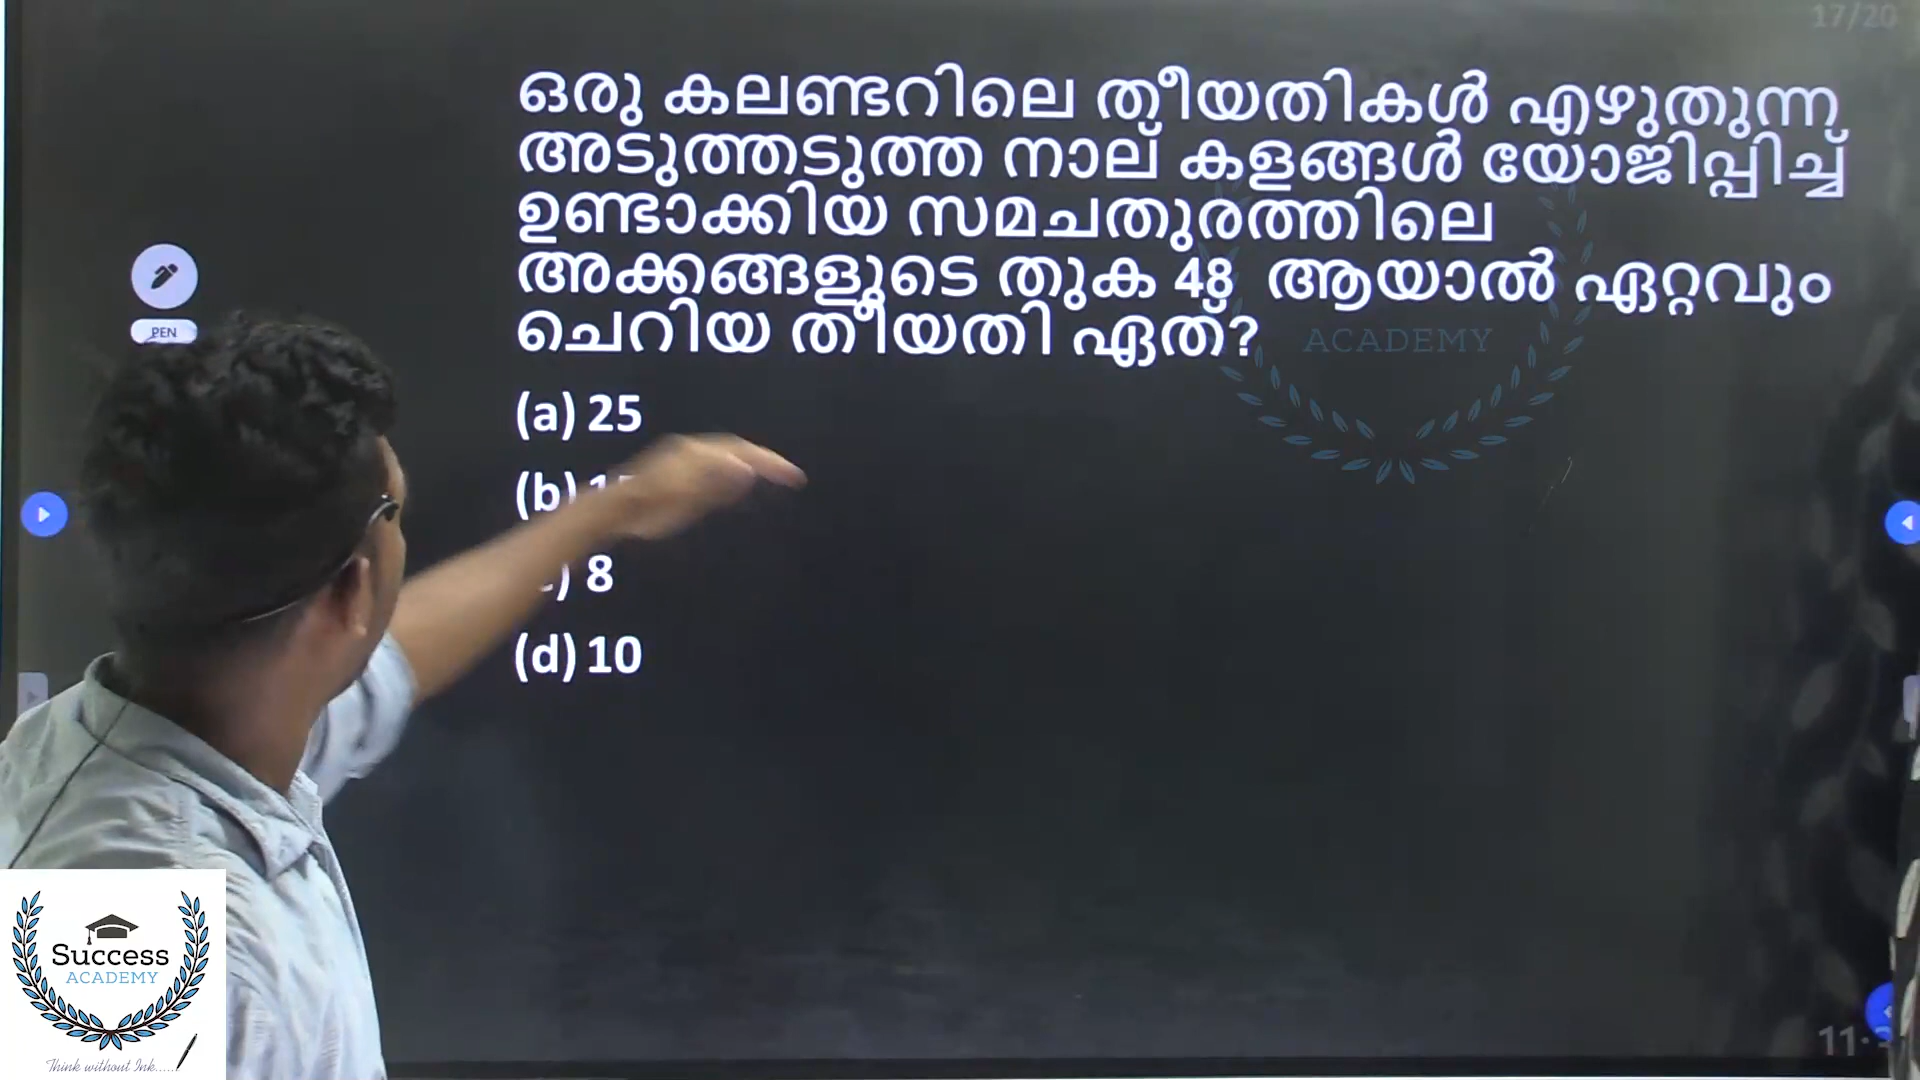 17/20
ഒരു കലണ്ടറിലെ തീയതികൾ എഴുതുന്ന
അടുത്തടുത്ത നാല് കളങ്ങൾ യോജിപ്പിച്ച്
ഉണ്ടാക്കിയ സമചതുരത്തിലെ
അക്കങ്ങളുടെ തുക 48 ആയാൽ ഏറ്റവും
ചെറിയ തീയതി ഏത്?
ACADEMY
PEN
(a) 25
(b)
8
(d) 10
Success
ACADEMY
Think without Ink......